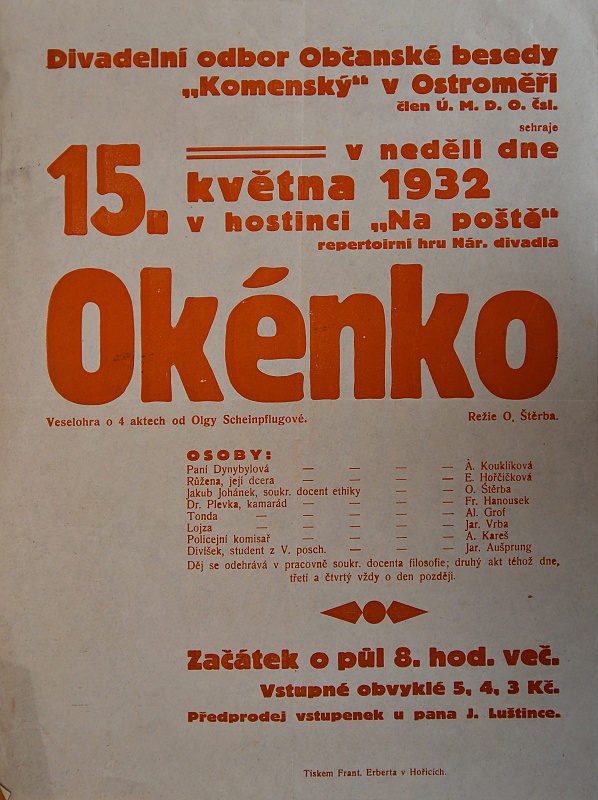 Divadelní odbor Občanské besedy
„Komenský“ v Ostroměři
člen Ú. M. D. O. čsl.
sehraje
15. v neděli dne
května 1932
v hostinci „Na poště“
repertoirní hru Nár. divadla
Okénko
Veselohra o 4 aktech od Olgy Scheinpflugové. Režie O. Štěrba.
OSOBY:
Paní Dynybylová — — — — A. Kouklíková
Růžena, její dcera — — — — E. Hořčičková
Jakub Johánek, soukr. docent ethiky — — — O. Štěrba
Dr. Plevka, kamarád — — — — Fr. Hanousek
Tonda — — — — — Al. Grof
Lojza — — — — — Jar. Vrba
Policejní komisař — — — — A. Kareš
Divíšek, student z V. posch. — — — Jar. Aušprung
Děj se odehrává v pracovně soukr. docenta filosofie; druhý akt téhož dne,
třetí a čtvrtý vždy o den později.
Začátek o půl 8. hod. več.
Vstupné obvyklé 5, 4, 3 Kč.
Předprodej vstupenek u pana J. Luštince.
Tiskem Frant. Erberta v Hořicích.